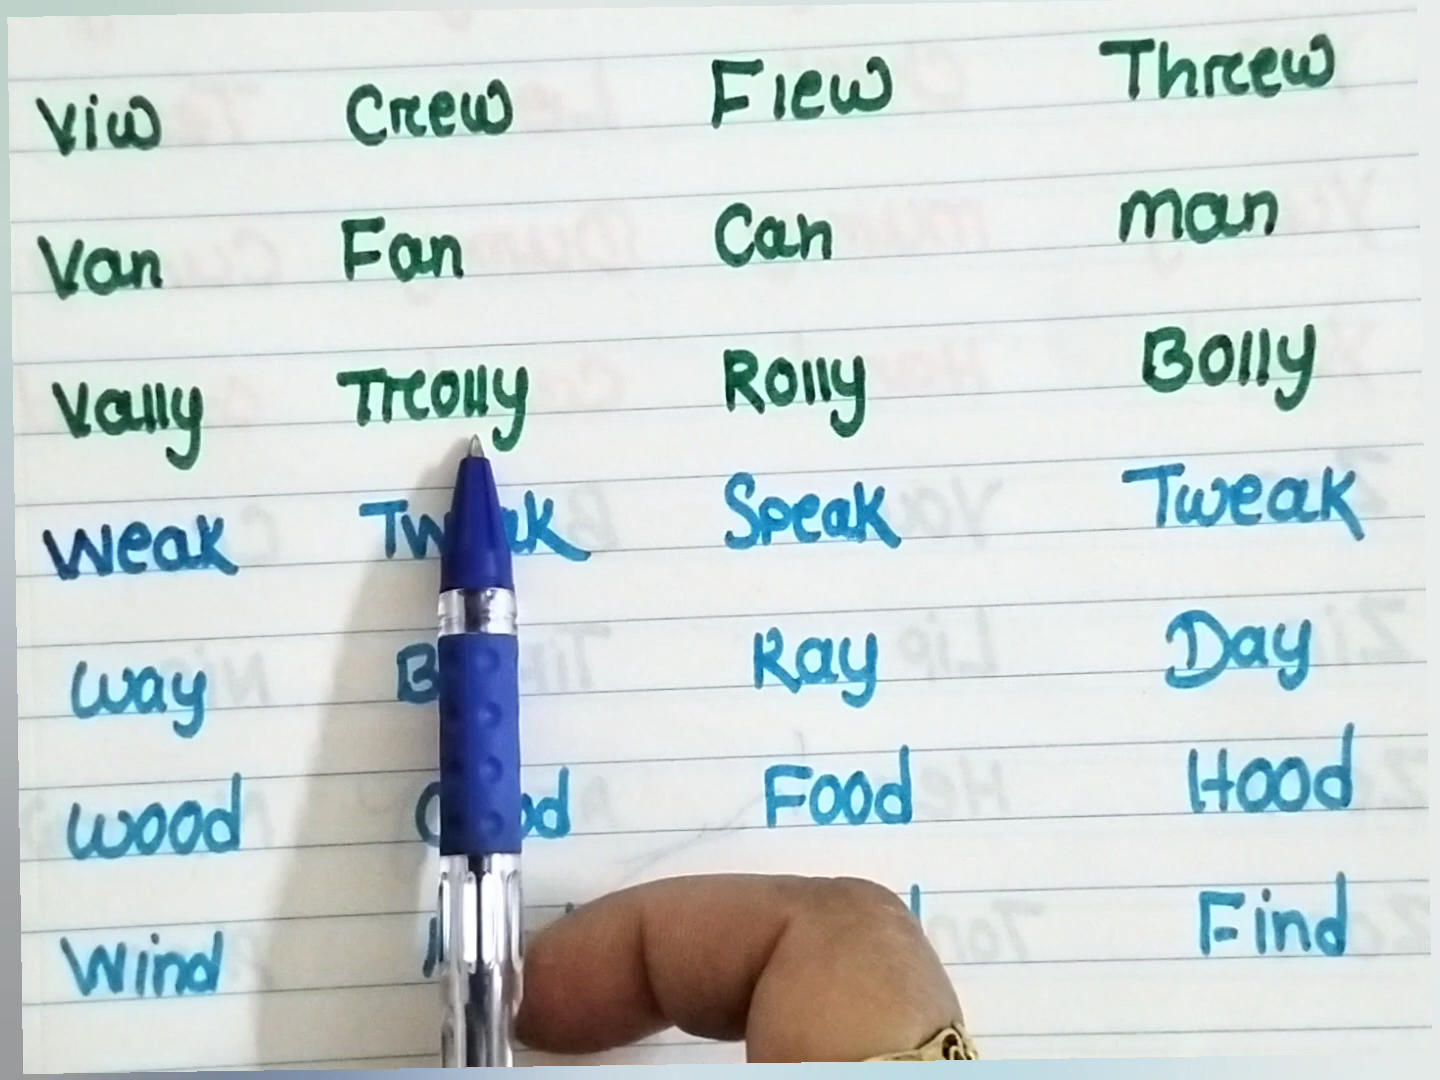 Viw Crew Flew Threw
Van Fan Can man
Vally Trolly Rolly Bolly
Weak Speak Tweak
way Ray Day
wood Food Hood
Wind Find